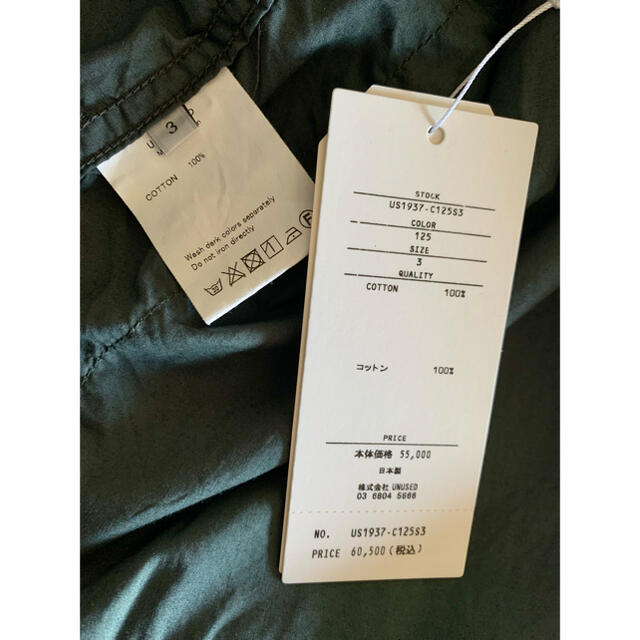 3
COTTON 100%
Wash dark colors separately
Do not iron directly
STOCK
US1937-C125S3
COLOR
125
SIZE
3
QUALITY
COTTON 100%
コットン 100%
PRICE
本体価格 55,000
日本製
株式会社 UNUSED
03 6804 5666
NO. US1937-C125S3
PRICE 60,500(税込)